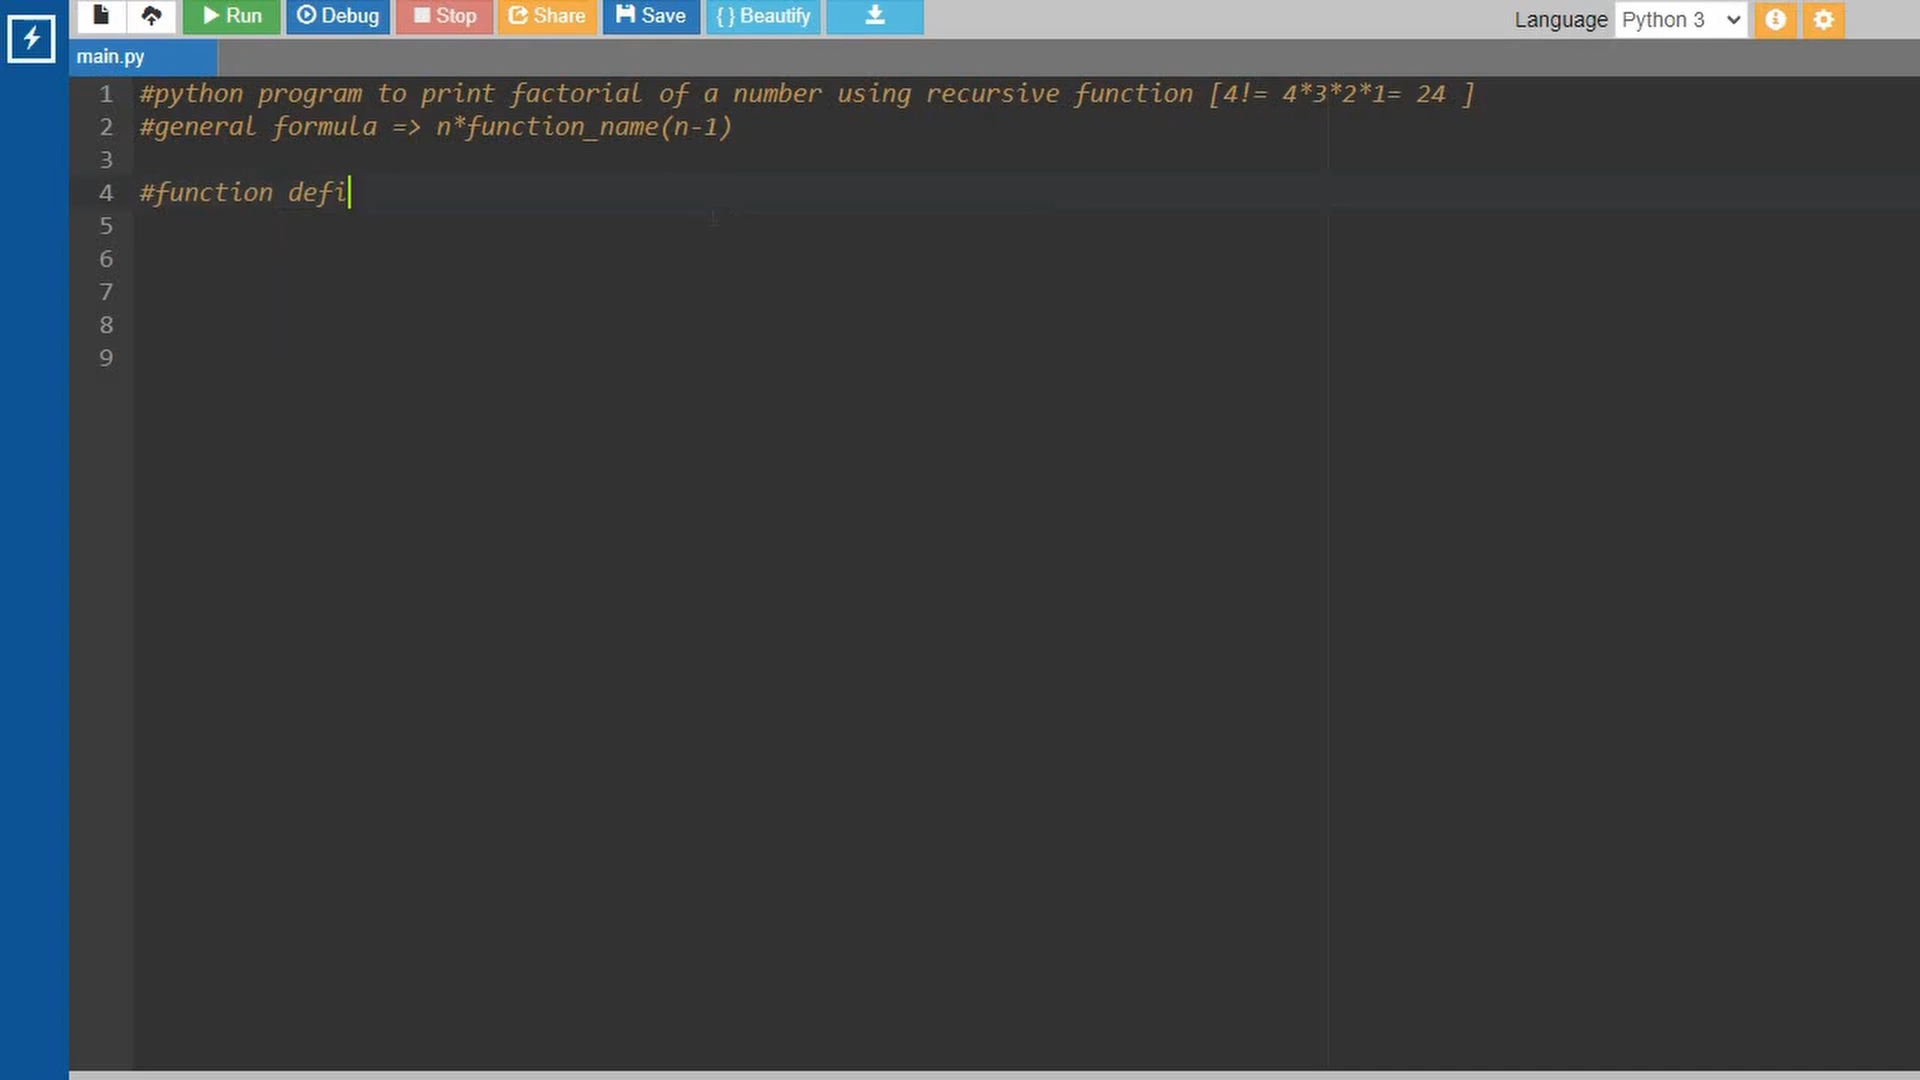 Run Debug Stop Share Save { } Beautify Language Python 3
main.py
1 #python program to print factorial of a number using recursive function [4!= 4*3*2*1= 24 ]
2 #general formula => n*function_name(n-1)
3
4 #function defi
5
6
7
8
9